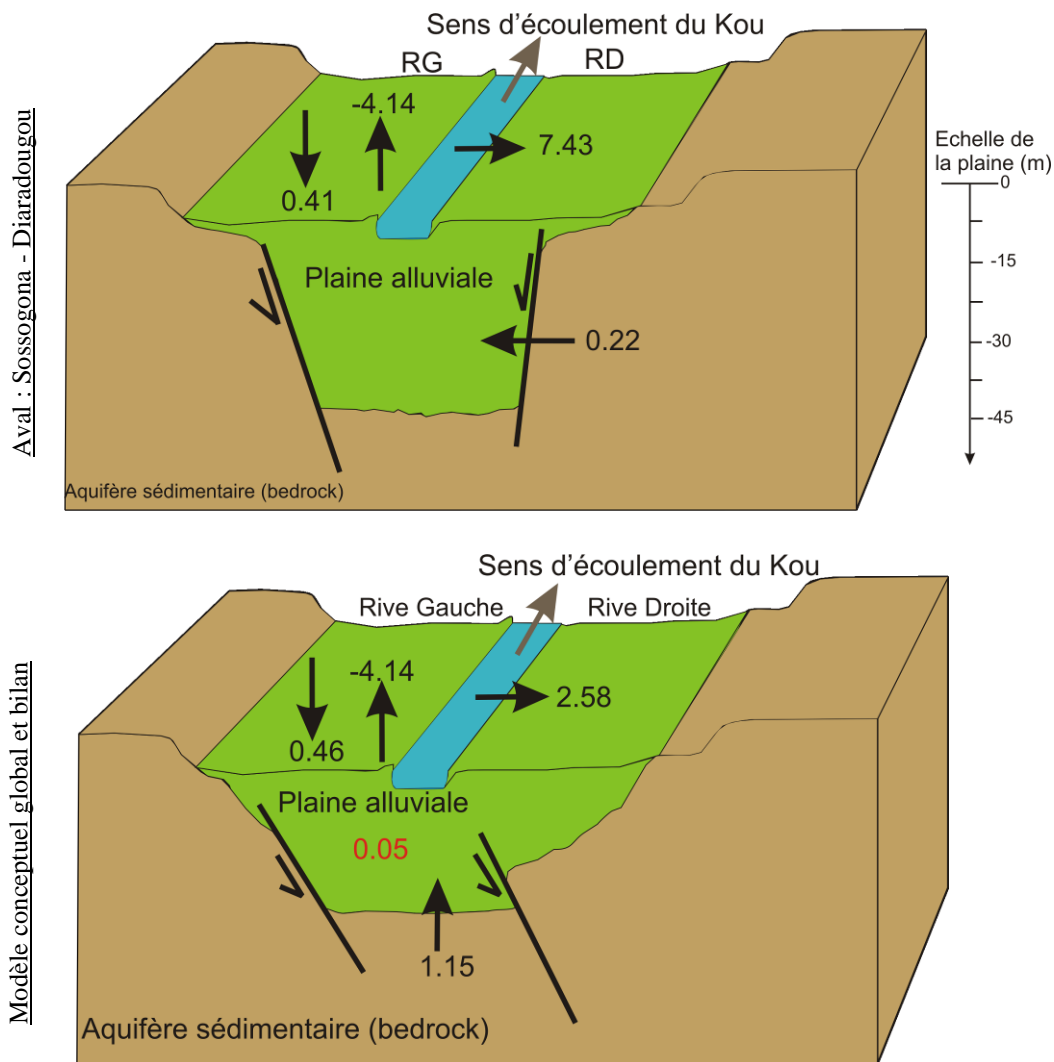 Sens d'écoulement du Kou
RG
RD
-4.14
7.43
0.41
Plaine alluviale
0.22
Aquifère sédimentaire (bedrock)
Echelle de
la plaine (m)
0
-15
-30
-45
Aval : Sossogona - Diaradougou
Sens d'écoulement du Kou
Rive Gauche
Rive Droite
-4.14
2.58
0.46
Plaine alluviale
0.05
1.15
Aquifère sédimentaire (bedrock)
Modèle conceptuel global et bilan